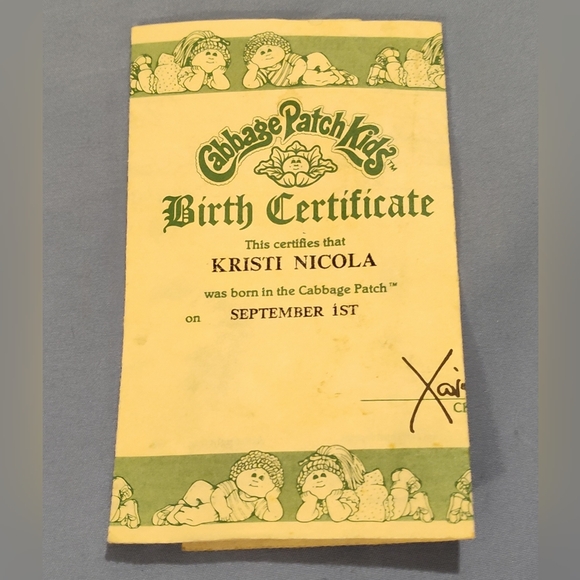 Cabbage Patch Kids™
Birth Certificate
This certifies that
KRISTI NICOLA
was born in the Cabbage Patch™
on SEPTEMBER 1ST